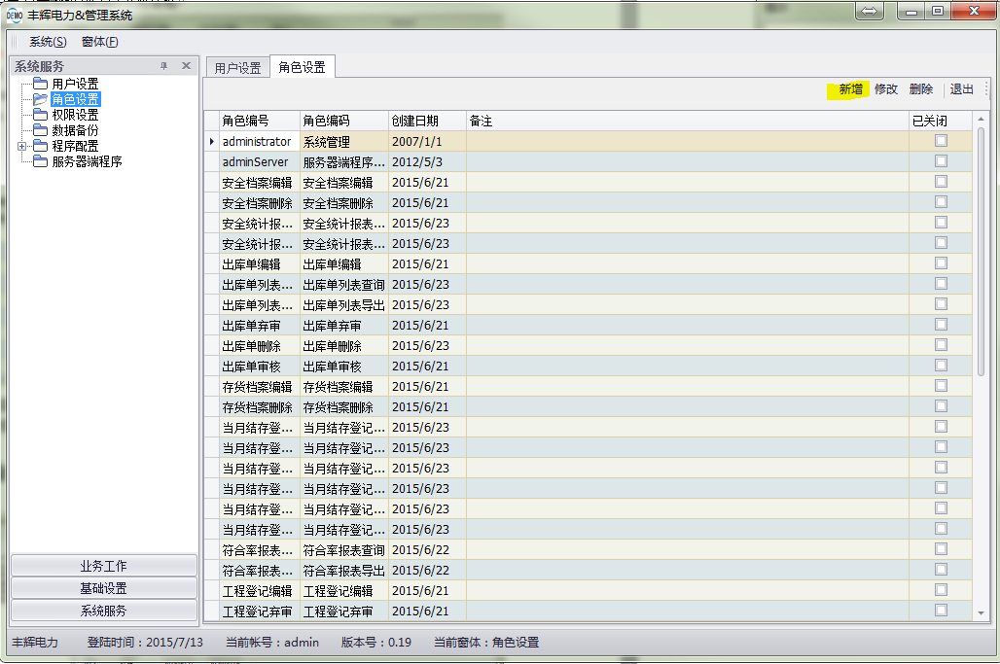 DEMO 丰辉电力&管理系统
系统(S) 窗体(F)
系统服务
用户设置
角色设置
权限设置
数据备份
程序配置
服务器端程序
业务工作
基础设置
系统服务
用户设置 角色设置
新增 修改 删除 退出
角色编号 角色编码 创建日期 备注 已关闭
administrator 系统管理 2007/1/1
adminServer 服务器端程序... 2012/5/3
安全档案编辑 安全档案编辑 2015/6/21
安全档案删除 安全档案删除 2015/6/21
安全统计报... 安全统计报表... 2015/6/23
安全统计报... 安全统计报表... 2015/6/23
出库单编辑 出库单编辑 2015/6/21
出库单列表... 出库单列表查询 2015/6/23
出库单列表... 出库单列表导出 2015/6/23
出库单弃审 出库单弃审 2015/6/21
出库单删除 出库单删除 2015/6/23
出库单审核 出库单审核 2015/6/21
存货档案编辑 存货档案编辑 2015/6/21
存货档案删除 存货档案删除 2015/6/21
当月结存登... 当月结存登记... 2015/6/23
当月结存登... 当月结存登记... 2015/6/23
当月结存登... 当月结存登记... 2015/6/23
当月结存登... 当月结存登记... 2015/6/23
当月结存登... 当月结存登记... 2015/6/23
当月结存登... 当月结存登记... 2015/6/23
符合率报表... 符合率报表查询 2015/6/22
符合率报表... 符合率报表导出 2015/6/22
工程登记编辑 工程登记编辑 2015/6/21
工程登记弃审 工程登记弃审 2015/6/21
丰辉电力 登陆时间：2015/7/13 当前帐号：admin 版本号：0.19 当前窗体：角色设置